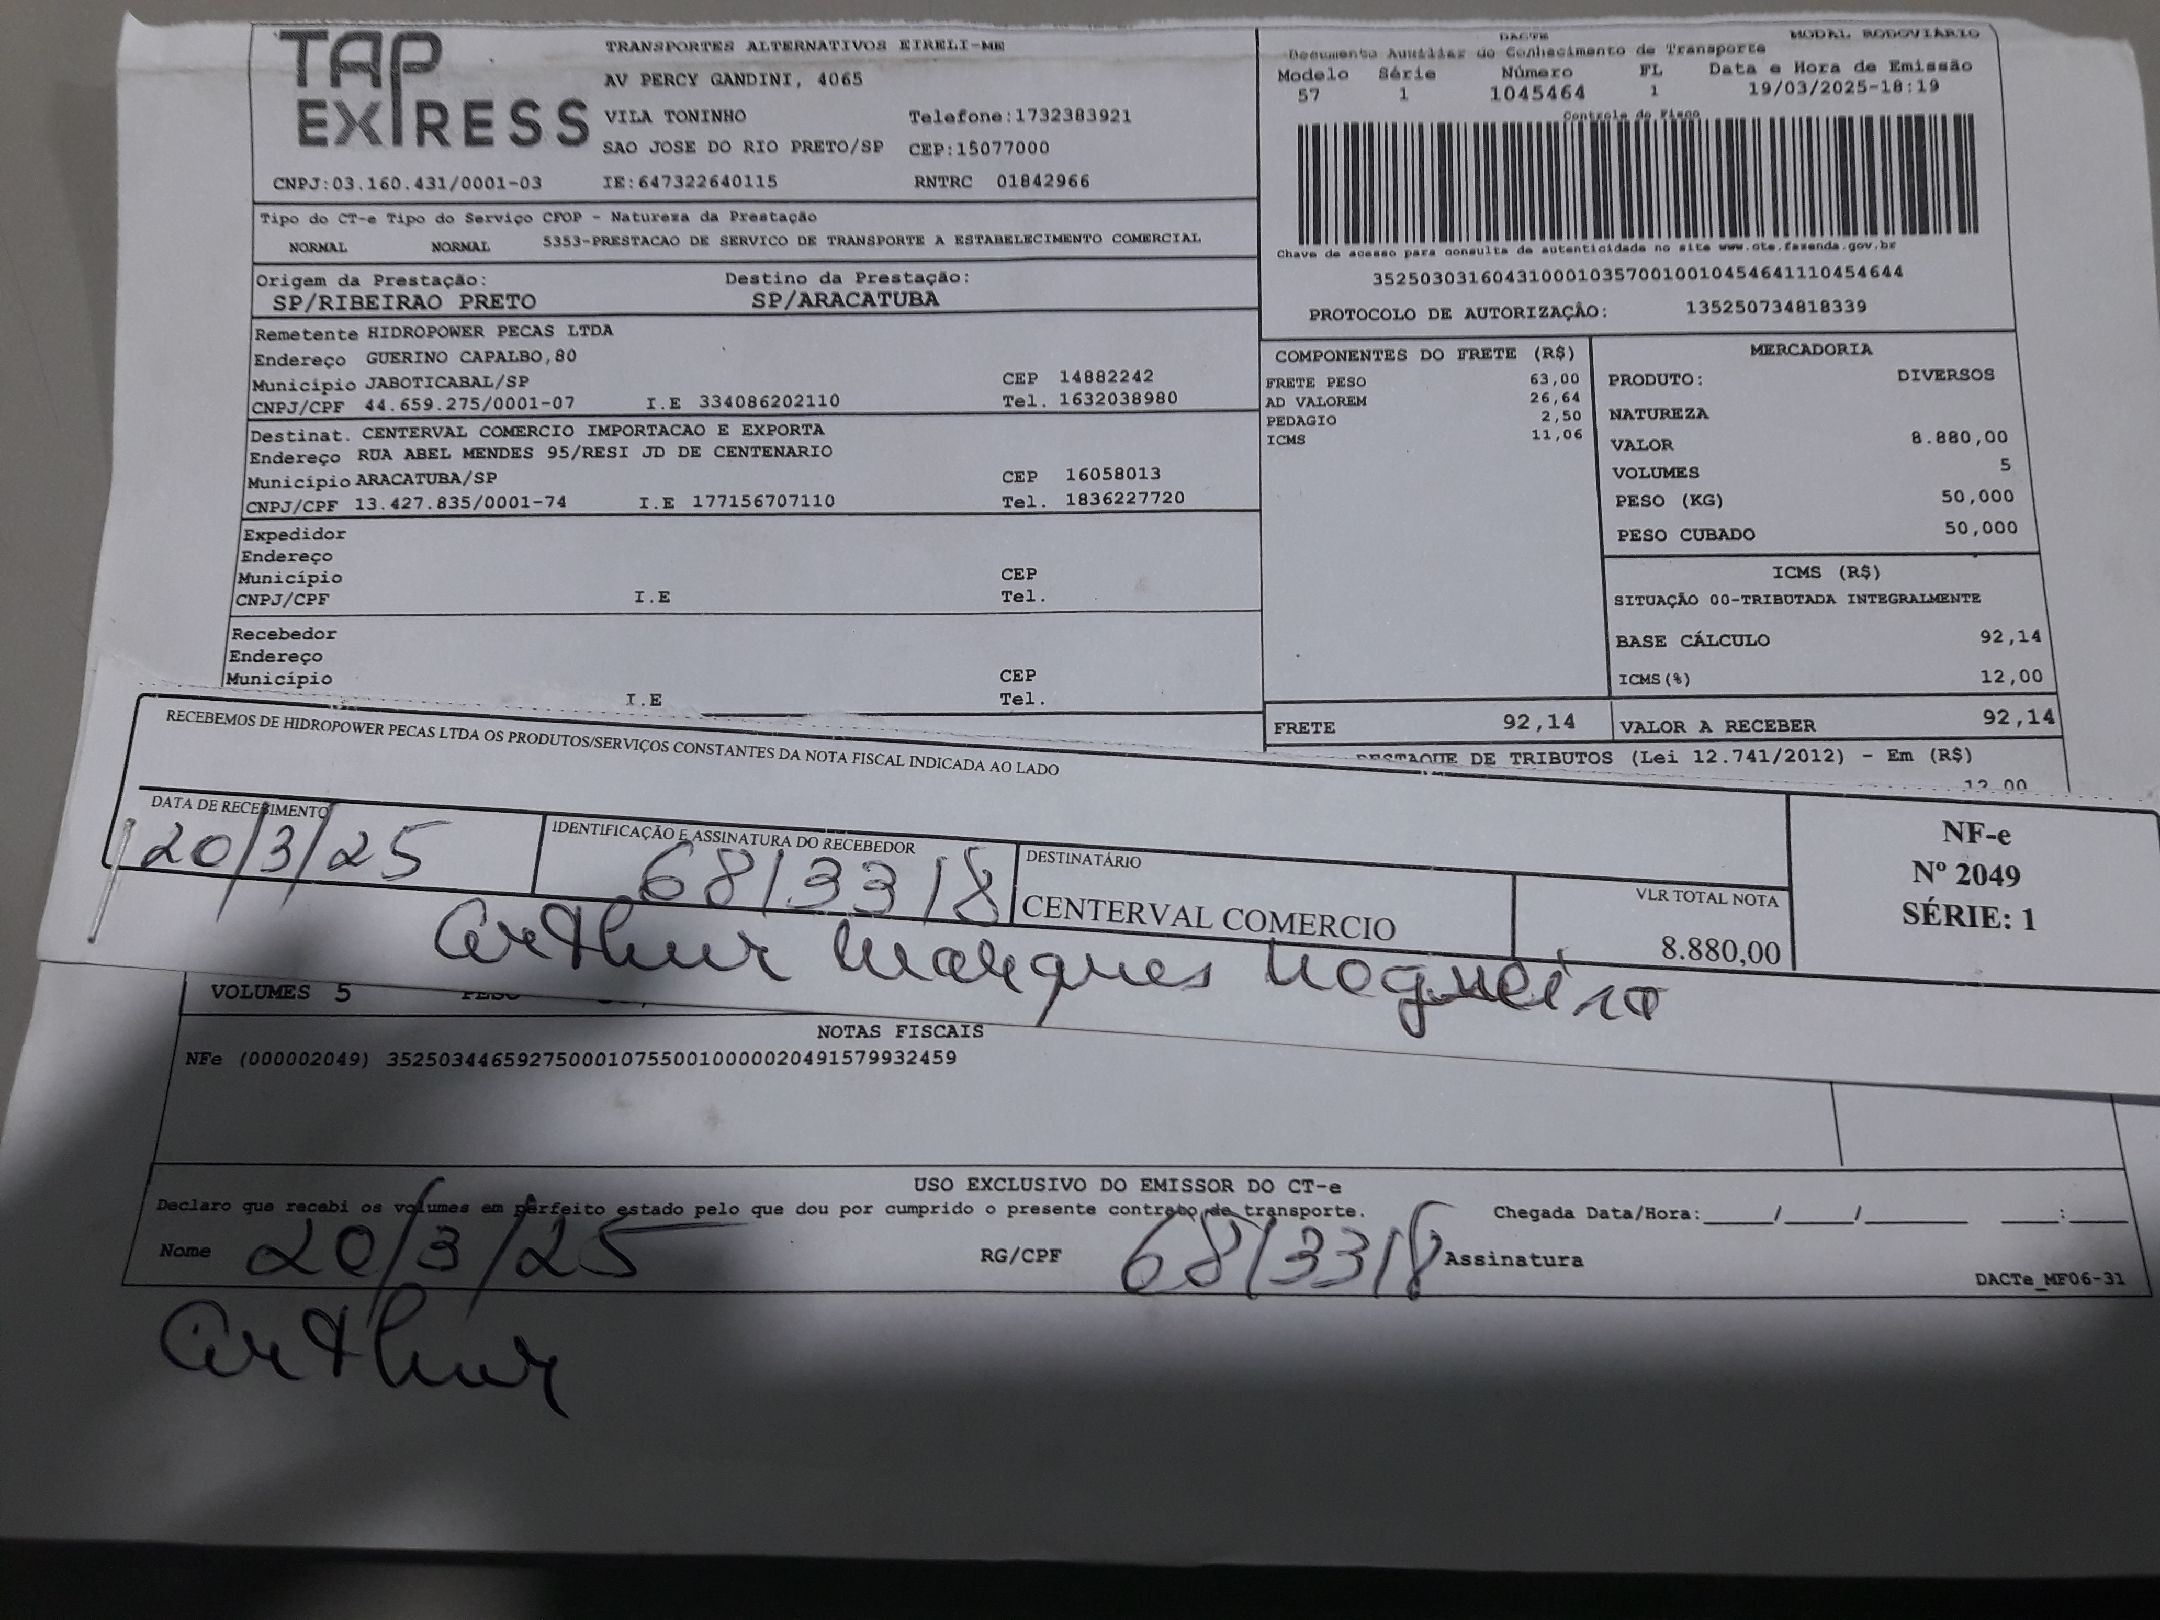 TAP EXPRESS
TRANSPORTES ALTERNATIVOS EIRELI-ME
AV PERCY GANDINI, 4065
VILA TONINHO Telefone:1732383921
SAO JOSE DO RIO PRETO/SP CEP:15077000
CNPJ:03.160.431/0001-03 IE:647322640115 RNTRC 01842966
DACTE MODAL RODOVIÁRIO
Documento Auxiliar do Conhecimento de Transporte
Modelo Série Número FL Data e Hora de Emissão
57 1 1045464 1 19/03/2025-18:19
Controle do Fisco
Chave de acesso para consulta de autenticidade no site www.cte.fazenda.gov.br
35250303160431000103570010010454641110454644
PROTOCOLO DE AUTORIZAÇÃO: 135250734818339
Tipo do CT-e Tipo do Serviço CFOP - Natureza da Prestação
NORMAL NORMAL 5353-PRESTACAO DE SERVICO DE TRANSPORTE A ESTABELECIMENTO COMERCIAL
Origem da Prestação: Destino da Prestação:
SP/RIBEIRAO PRETO SP/ARACATUBA
Remetente HIDROPOWER PECAS LTDA
Endereço GUERINO CAPALBO,80
Município JABOTICABAL/SP CEP 14882242
CNPJ/CPF 44.659.275/0001-07 I.E 334086202110 Tel. 1632038980
Destinat. CENTERVAL COMERCIO IMPORTACAO E EXPORTA
Endereço RUA ABEL MENDES 95/RESI JD DE CENTENARIO
Município ARACATUBA/SP CEP 16058013
CNPJ/CPF 13.427.835/0001-74 I.E 177156707110 Tel. 1836227720
Expedidor
Endereço
Município CEP
CNPJ/CPF I.E Tel.
Recebedor
Endereço
Município CEP
I.E Tel.
COMPONENTES DO FRETE (R$)
FRETE PESO 63,00
AD VALOREM 26,64
PEDAGIO 2,50
ICMS 11,06
MERCADORIA
PRODUTO: DIVERSOS
NATUREZA
VALOR 8.880,00
VOLUMES 5
PESO (KG) 50,000
PESO CUBADO 50,000
ICMS (R$)
SITUAÇÃO 00-TRIBUTADA INTEGRALMENTE
BASE CÁLCULO 92,14
ICMS(%) 12,00
FRETE 92,14 VALOR A RECEBER 92,14
DESTAQUE DE TRIBUTOS (Lei 12.741/2012) - Em (R$)
12,00
RECEBEMOS DE HIDROPOWER PECAS LTDA OS PRODUTOS/SERVIÇOS CONSTANTES DA NOTA FISCAL INDICADA AO LADO
DATA DE RECEBIMENTO IDENTIFICAÇÃO E ASSINATURA DO RECEBEDOR DESTINATÁRIO VLR TOTAL NOTA
20/3/25 6813318 CENTERVAL COMERCIO 8.880,00
NF-e
Nº 2049
SÉRIE: 1
Arthur Marques Nogueira
VOLUMES 5 PESO
NOTAS FISCAIS
NFe (000002049) 35250344659275000107550010000020491579932459
USO EXCLUSIVO DO EMISSOR DO CT-e
Declaro que recebi os volumes em perfeito estado pelo que dou por cumprido o presente contrato de transporte. Chegada Data/Hora:_____/_____/_______ ____:____
Nome 20/3/25 RG/CPF 6813318 Assinatura
DACTe_MF06-31
Arthur